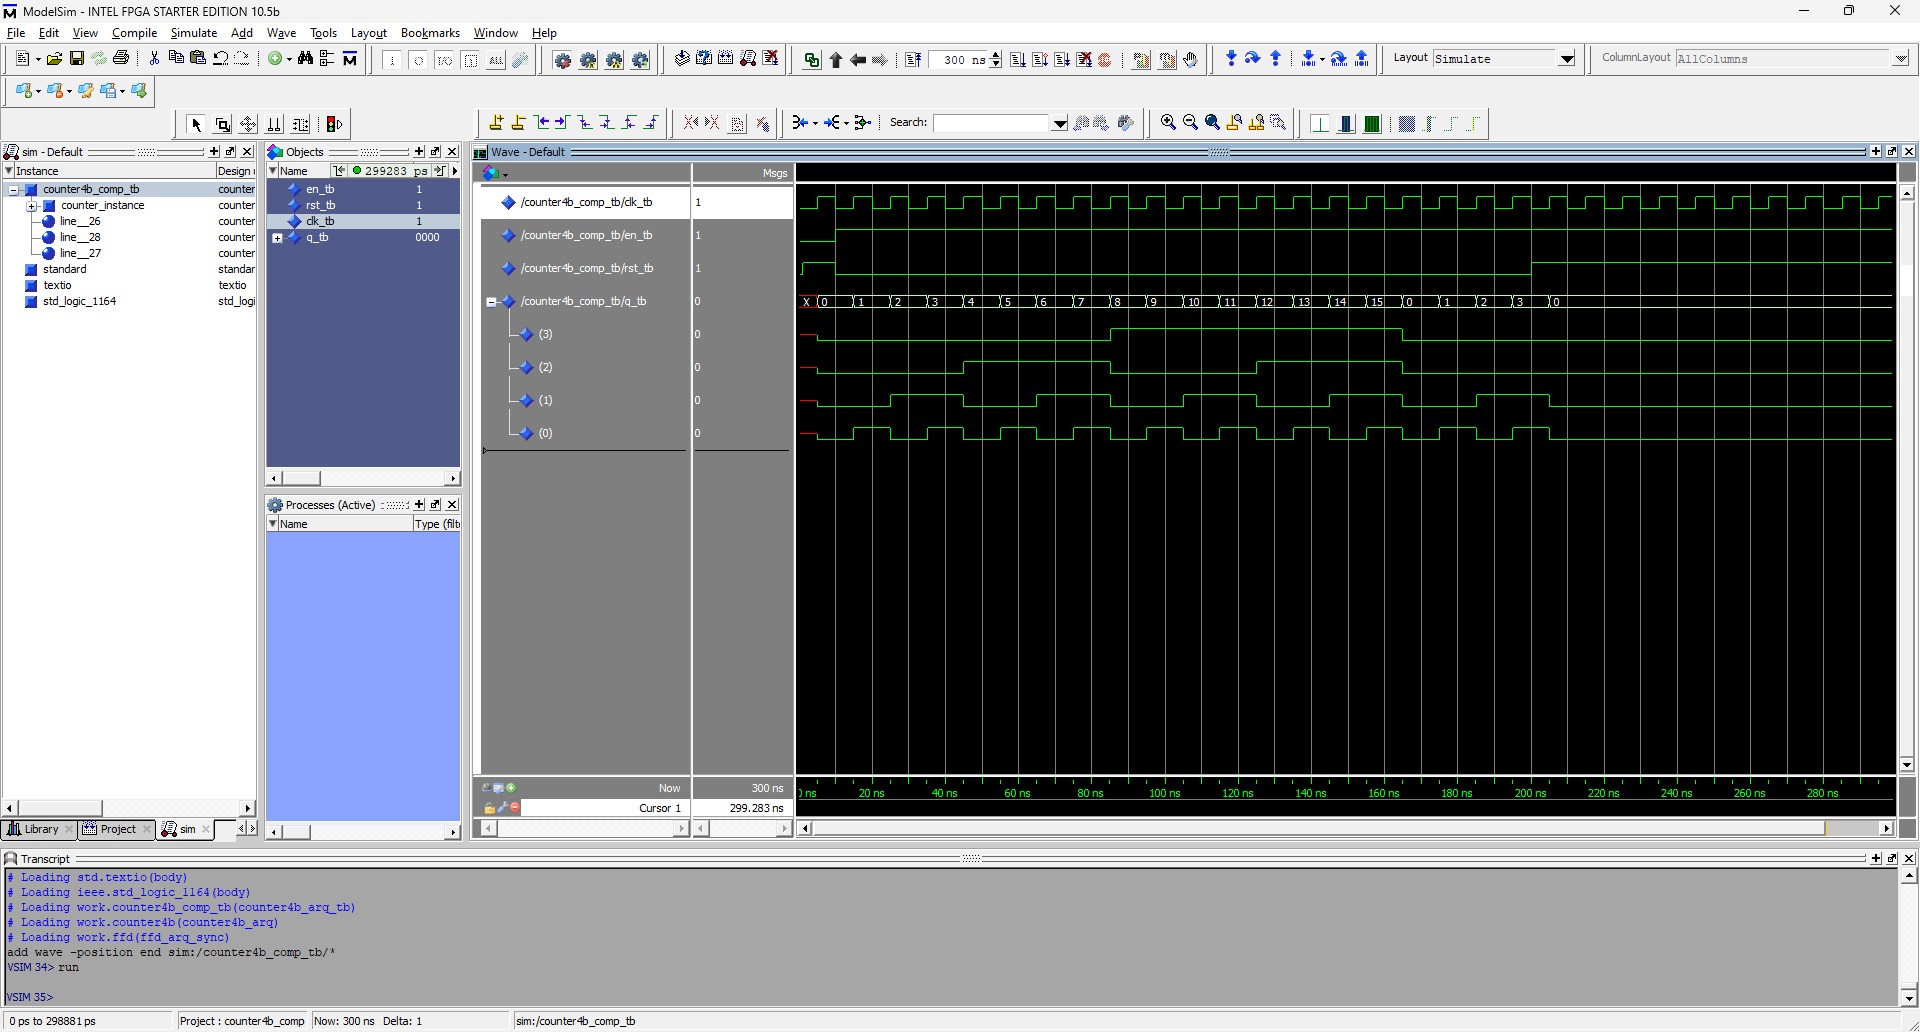 ModelSim - INTEL FPGA STARTER EDITION 10.5b
File Edit View Compile Simulate Add Wave Tools Layout Bookmarks Window Help
300 ns
Layout Simulate
ColumnLayout AllColumns
Search:
sim - Default
Instance Design
counter4b_comp_tb counter
counter_instance counter
line__26 counter
line__28 counter
line__27 counter
standard standar
textio textio
std_logic_1164 std_logi
Library Project sim
Objects
Name 299283 ps
en_tb 1
rst_tb 1
clk_tb 1
q_tb 0000
Processes (Active)
Name Type (filt
Wave - Default
Msgs
/counter4b_comp_tb/clk_tb 1
/counter4b_comp_tb/en_tb 1
/counter4b_comp_tb/rst_tb 1
/counter4b_comp_tb/q_tb 0 X 0 1 2 3 4 5 6 7 8 9 10 11 12 13 14 15 0 1 2 3 0
(3) 0
(2) 0
(1) 0
(0) 0
Now 300 ns
Cursor 1 299.283 ns
ns 20 ns 40 ns 60 ns 80 ns 100 ns 120 ns 140 ns 160 ns 180 ns 200 ns 220 ns 240 ns 260 ns 280 ns
Transcript
# Loading std.textio(body)
# Loading ieee.std_logic_1164(body)
# Loading work.counter4b_comp_tb(counter4b_arq_tb)
# Loading work.counter4b(counter4b_arq)
# Loading work.ffd(ffd_arq_sync)
add wave -position end sim:/counter4b_comp_tb/*
VSIM 34> run
VSIM 35>
0 ps to 298881 ps Project : counter4b_comp Now: 300 ns Delta: 1 sim:/counter4b_comp_tb